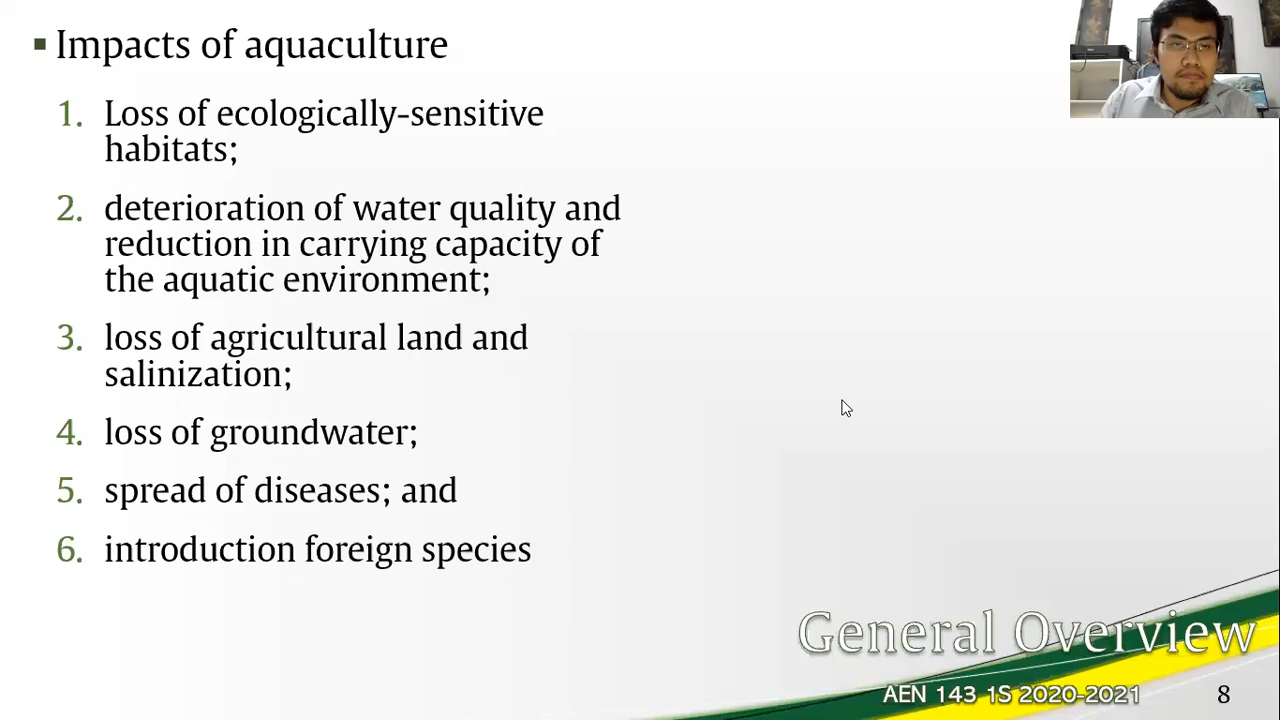 Impacts of aquaculture
1. Loss of ecologically-sensitive
habitats;
2. deterioration of water quality and
reduction in carrying capacity of
the aquatic environment;
3. loss of agricultural land and
salinization;
4. loss of groundwater;
5. spread of diseases; and
6. introduction foreign species
General Overview
AEN 143 1S 2020-2021
8